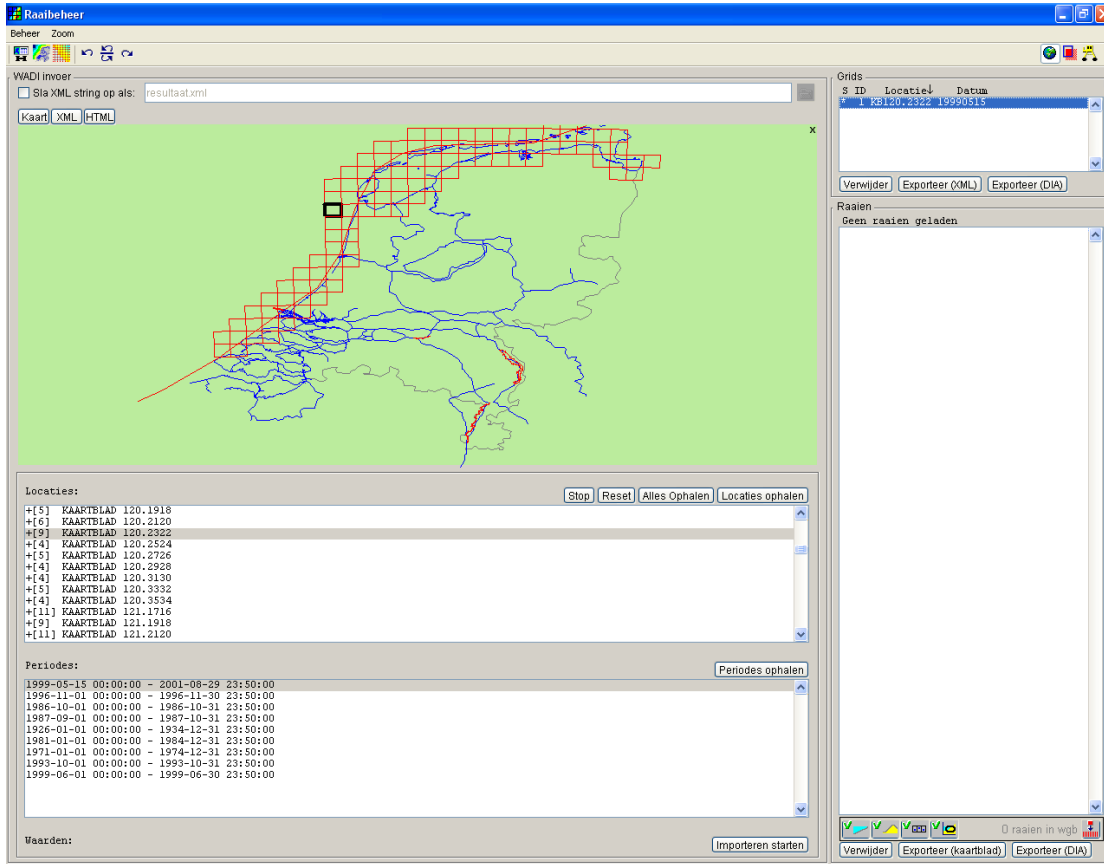 Raaibeheer
Beheer Zoom
WADI invoer
Sla XML string op als: resultaat.xml
Kaart XML HTML
x
Locaties:
Stop Reset Alles Ophalen Locaties ophalen
+[5] KAARTBLAD 120.1918
+[6] KAARTBLAD 120.2120
+[9] KAARTBLAD 120.2322
+[4] KAARTBLAD 120.2524
+[5] KAARTBLAD 120.2726
+[4] KAARTBLAD 120.2928
+[4] KAARTBLAD 120.3130
+[5] KAARTBLAD 120.3332
+[4] KAARTBLAD 120.3534
+[11] KAARTBLAD 121.1716
+[9] KAARTBLAD 121.1918
+[11] KAARTBLAD 121.2120
Periodes:
Periodes ophalen
1999-05-15 00:00:00 - 2001-08-29 23:50:00
1996-11-01 00:00:00 - 1996-11-30 23:50:00
1986-10-01 00:00:00 - 1986-10-31 23:50:00
1987-09-01 00:00:00 - 1987-10-31 23:50:00
1926-01-01 00:00:00 - 1934-12-31 23:50:00
1981-01-01 00:00:00 - 1984-12-31 23:50:00
1971-01-01 00:00:00 - 1974-12-31 23:50:00
1993-10-01 00:00:00 - 1993-10-31 23:50:00
1999-06-01 00:00:00 - 1999-06-30 23:50:00
Waarden:
Importeren starten
Grids
S ID Locatie↓ Datum
* 1 KB120.2322 19990515
Verwijder Exporteer (XML) Exporteer (DIA)
Raaien
Geen raaien geladen
0 raaien in wgb
Verwijder Exporteer (kaartblad) Exporteer (DIA)